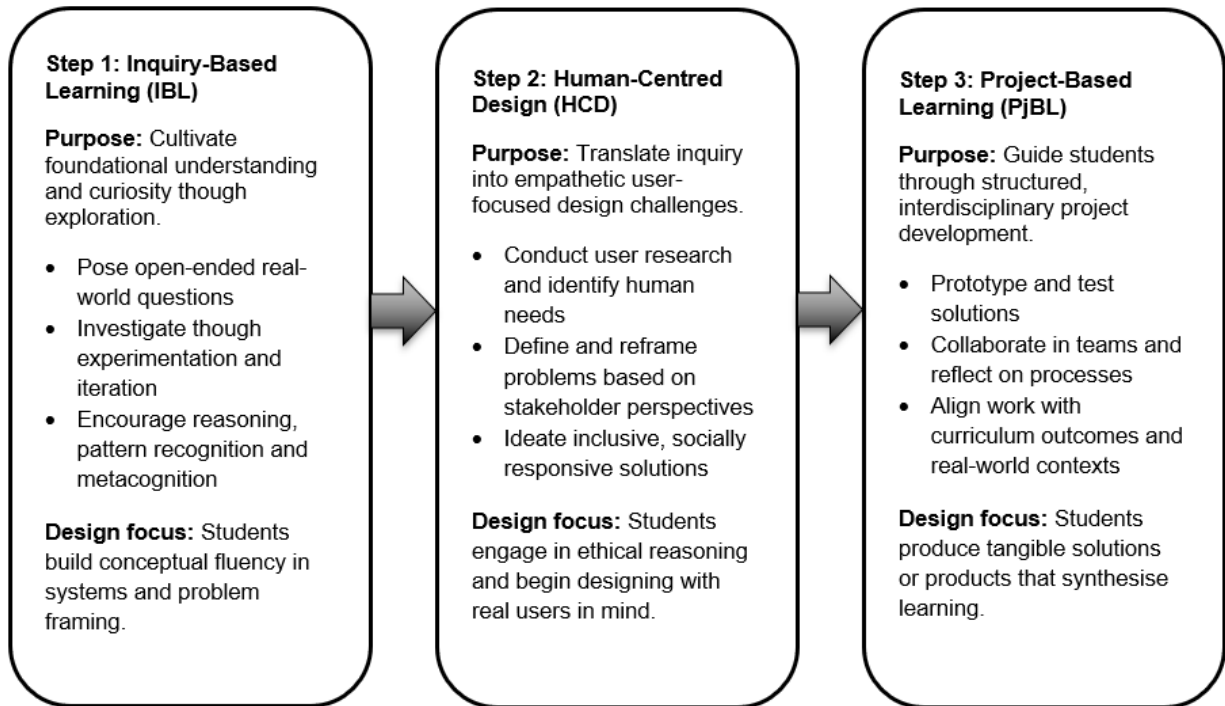 Step 1: Inquiry-Based
Learning (IBL)
Purpose: Cultivate
foundational understanding
and curiosity though
exploration.
• Pose open-ended real-
world questions
• Investigate though
experimentation and
iteration
• Encourage reasoning,
pattern recognition and
metacognition
Design focus: Students
build conceptual fluency in
systems and problem
framing.
Step 2: Human-Centred
Design (HCD)
Purpose: Translate inquiry
into empathetic user-
focused design challenges.
• Conduct user research
and identify human
needs
• Define and reframe
problems based on
stakeholder perspectives
• Ideate inclusive, socially
responsive solutions
Design focus: Students
engage in ethical reasoning
and begin designing with
real users in mind.
Step 3: Project-Based
Learning (PjBL)
Purpose: Guide students
through structured,
interdisciplinary project
development.
• Prototype and test
solutions
• Collaborate in teams and
reflect on processes
• Align work with
curriculum outcomes and
real-world contexts
Design focus: Students
produce tangible solutions
or products that synthesise
learning.